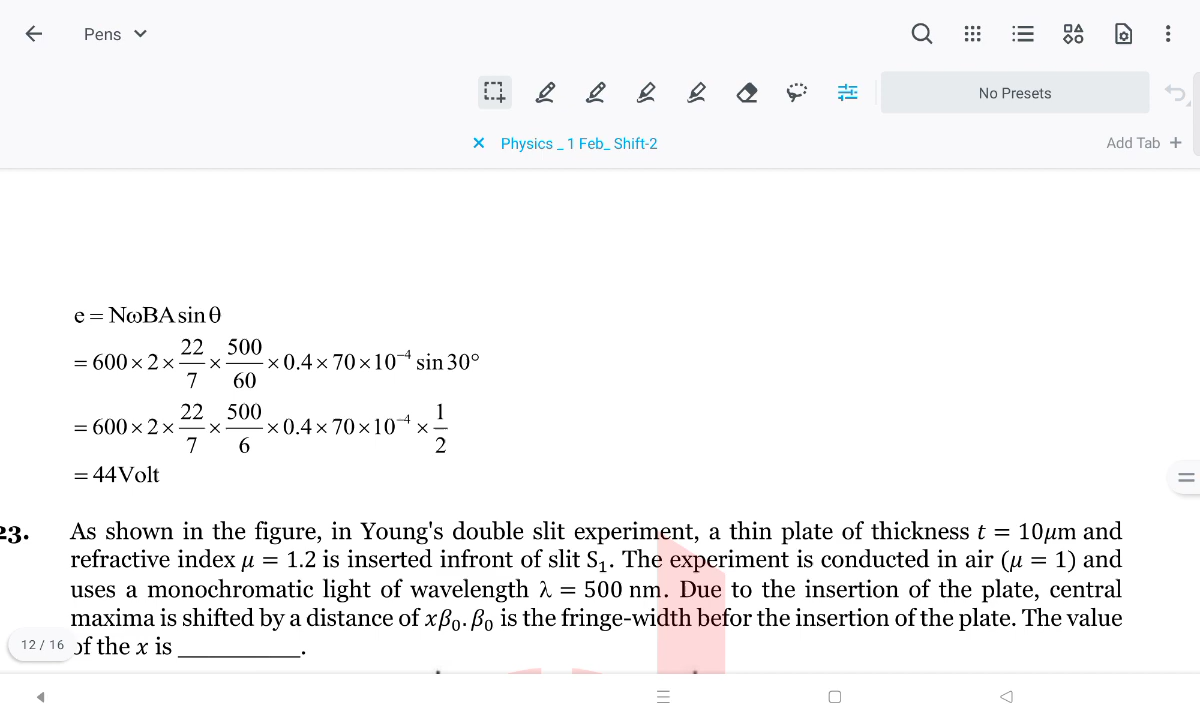 Pens
No Presets
Physics _ 1 Feb_ Shift-2
Add Tab +
e = NωBA sin θ
= 600 × 2 × 22/7 × 500/60 × 0.4 × 70 × 10⁻⁴ sin 30°
= 600 × 2 × 22/7 × 500/6 × 0.4 × 70 × 10⁻⁴ × 1/2
= 44Volt
23. As shown in the figure, in Young's double slit experiment, a thin plate of thickness t = 10μm and
refractive index μ = 1.2 is inserted infront of slit S₁. The experiment is conducted in air (μ = 1) and
uses a monochromatic light of wavelength λ = 500 nm. Due to the insertion of the plate, central
maxima is shifted by a distance of xβ₀. β₀ is the fringe-width befor the insertion of the plate. The value
of the x is __________.
12 / 16